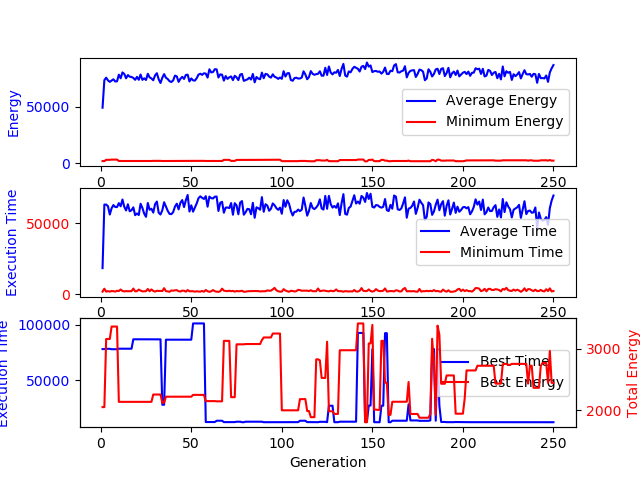 Energy
50000
0
Average Energy
Minimum Energy
0 50 100 150 200 250
Execution Time
50000
0
Average Time
Minimum Time
0 50 100 150 200 250
Execution Time
100000
50000
Best Time
Best Energy
3000
2000
Total Energy
0 50 100 150 200 250
Generation